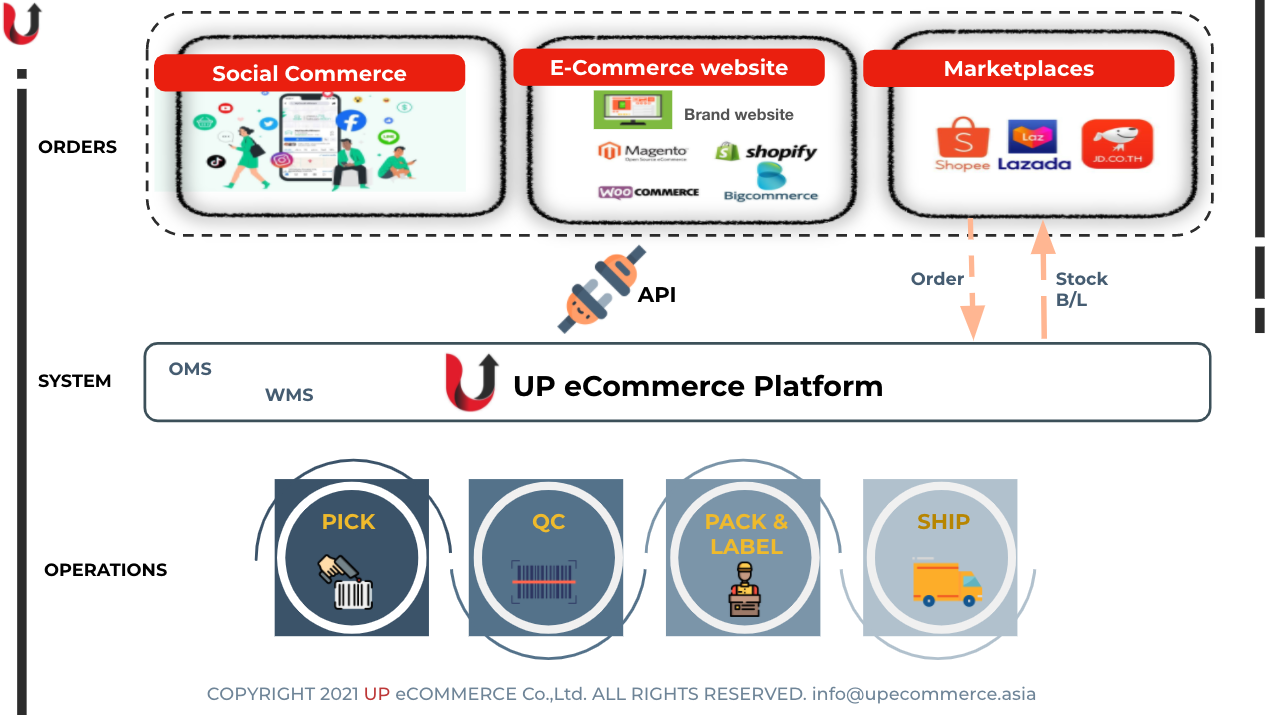 Social Commerce
E-Commerce website
Marketplaces
Brand website
ORDERS
Magento
Open Source eCommerce
shopify
WOO COMMERCE
Bigcommerce
Shopee
Laz
Lazada
JD.CO.TH
Order
Stock
B/L
API
SYSTEM
OMS
WMS
UP eCommerce Platform
OPERATIONS
PICK
QC
PACK &
LABEL
SHIP
COPYRIGHT 2021 UP eCOMMERCE Co.,Ltd. ALL RIGHTS RESERVED. info@upecommerce.asia